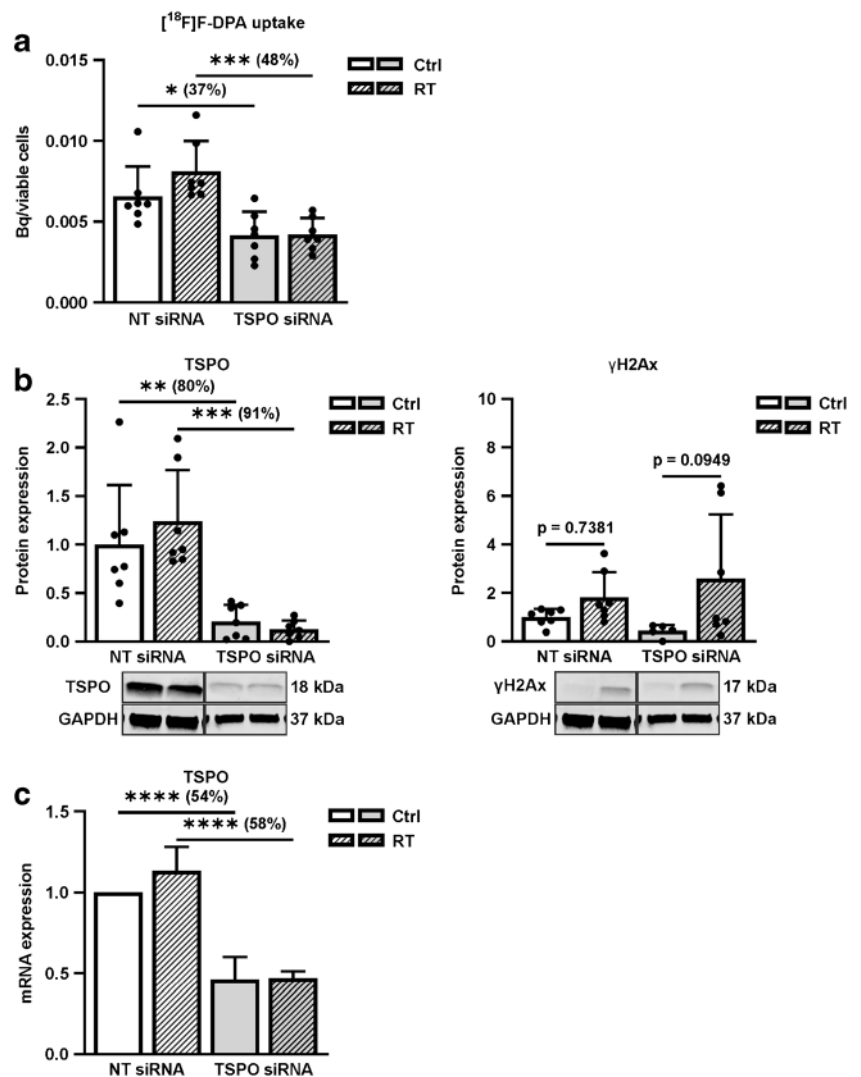 a
[¹⁸F]F-DPA uptake
Bq/viable cells
0.015
0.010
0.005
0.000
*** (48%)
* (37%)
Ctrl
RT
NT siRNA TSPO siRNA
b
TSPO
Protein expression
2.5
2.0
1.5
1.0
0.5
0.0
** (80%)
*** (91%)
Ctrl
RT
NT siRNA TSPO siRNA
TSPO 18 kDa
GAPDH 37 kDa
γH2Ax
Protein expression
10
8
6
4
2
0
p = 0.0949
p = 0.7381
Ctrl
RT
NT siRNA TSPO siRNA
γH2Ax 17 kDa
GAPDH 37 kDa
c
TSPO
mRNA expression
1.5
1.0
0.5
0.0
**** (54%)
**** (58%)
Ctrl
RT
NT siRNA TSPO siRNA